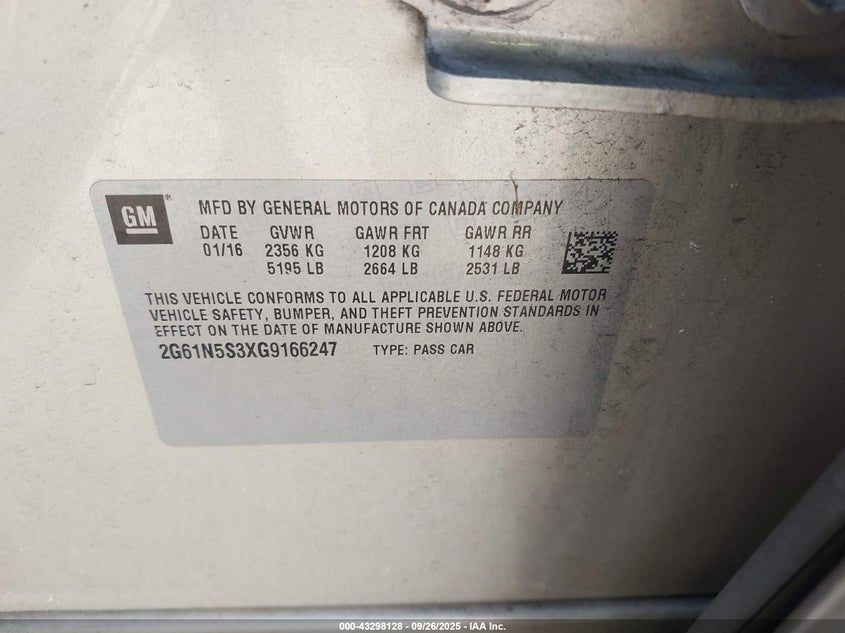 GM®
MFD BY GENERAL MOTORS OF CANADA COMPANY
DATE GVWR GAWR FRT GAWR RR
01/16 2356 KG 1208 KG 1148 KG
5195 LB 2664 LB 2531 LB
THIS VEHICLE CONFORMS TO ALL APPLICABLE U.S. FEDERAL MOTOR
VEHICLE SAFETY, BUMPER, AND THEFT PREVENTION STANDARDS IN
EFFECT ON THE DATE OF MANUFACTURE SHOWN ABOVE.
2G61N5S3XG9166247 TYPE: PASS CAR
000-43298128 - 09/26/2025 - IAA Inc.